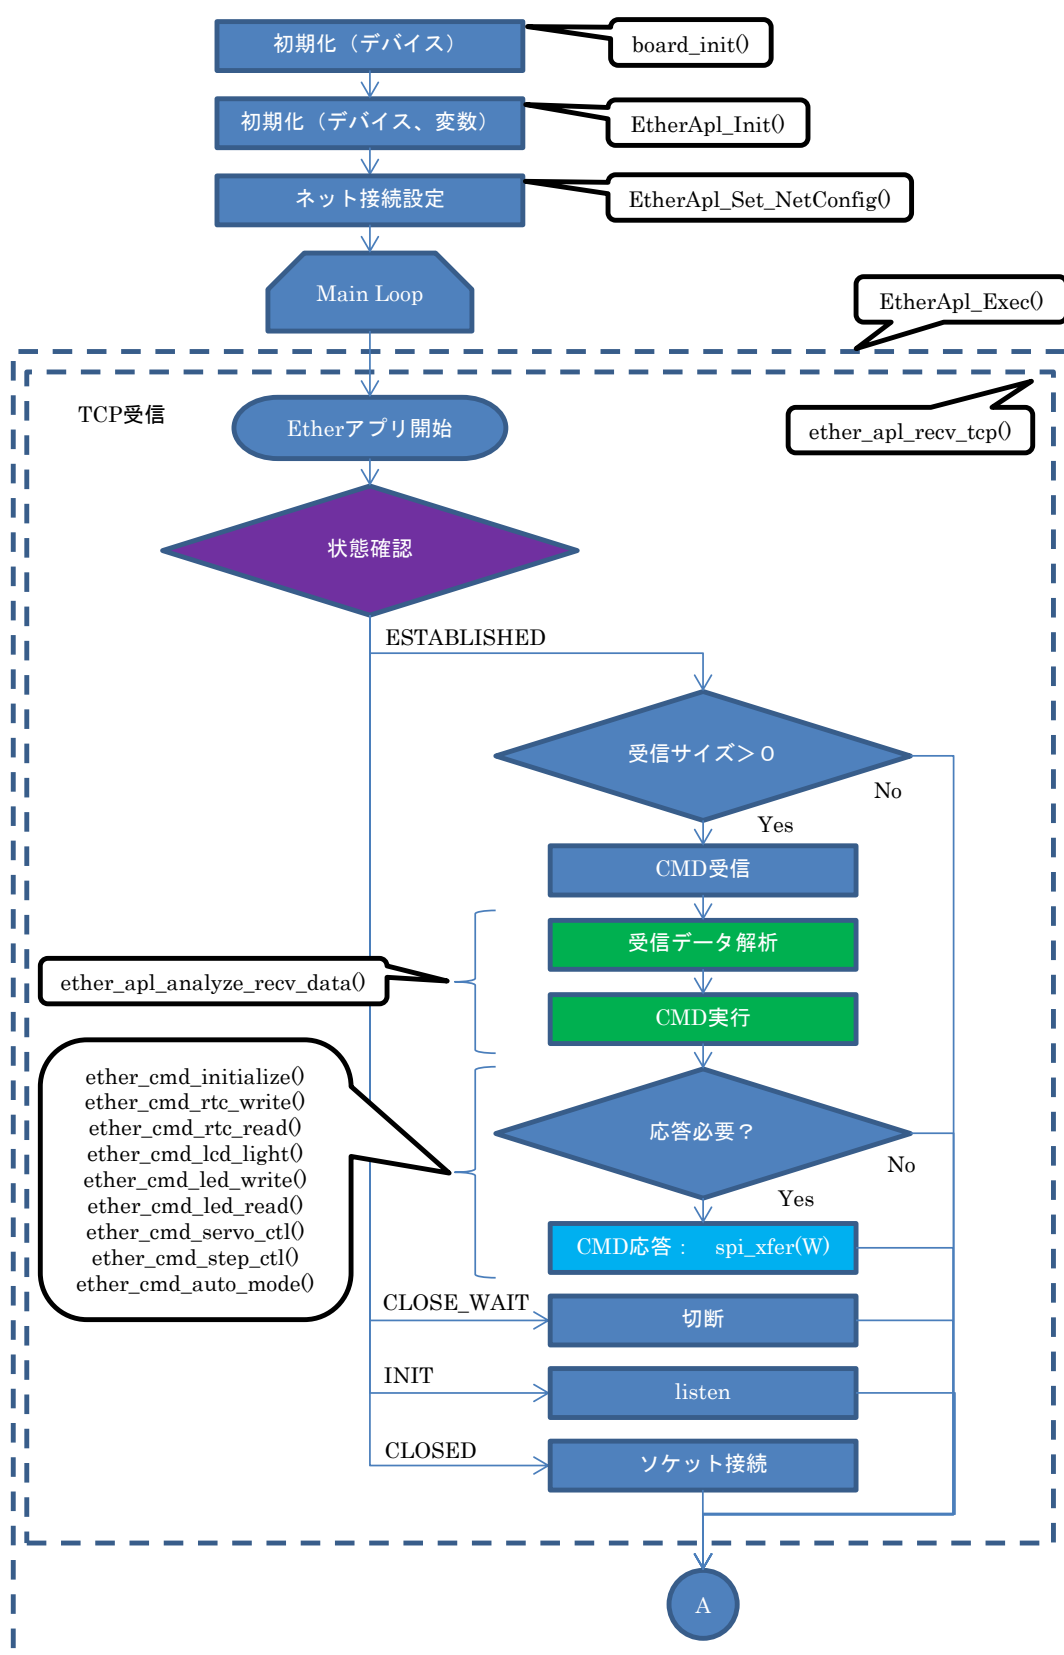 初期化（デバイス）
board_init()
初期化（デバイス、変数）
EtherApl_Init()
ネット接続設定
EtherApl_Set_NetConfig()
Main Loop
EtherApl_Exec()
TCP受信
Etherアプリ開始
ether_apl_recv_tcp()
状態確認
ESTABLISHED
受信サイズ＞０
No
Yes
CMD受信
受信データ解析
ether_apl_analyze_recv_data()
CMD実行
ether_cmd_initialize()
ether_cmd_rtc_write()
ether_cmd_rtc_read()
ether_cmd_lcd_light()
ether_cmd_led_write()
ether_cmd_led_read()
ether_cmd_servo_ctl()
ether_cmd_step_ctl()
ether_cmd_auto_mode()
応答必要？
No
Yes
CMD応答：　spi_xfer(W)
CLOSE_WAIT
切断
INIT
listen
CLOSED
ソケット接続
A